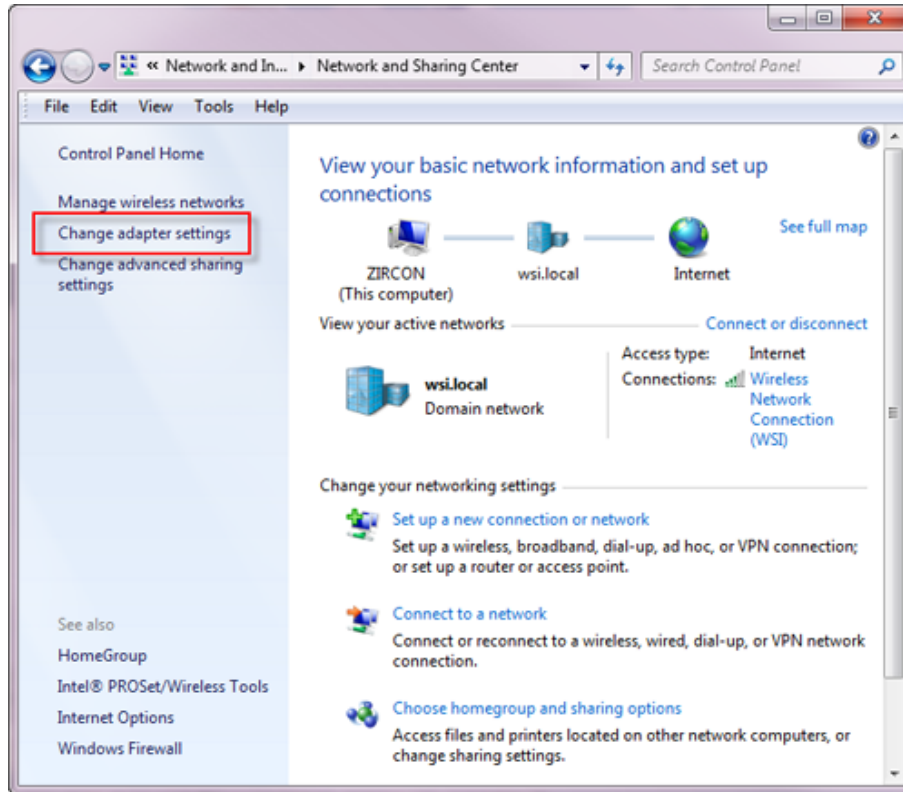 « Network and In... ▸ Network and Sharing Center
Search Control Panel
File Edit View Tools Help
Control Panel Home
Manage wireless networks
Change adapter settings
Change advanced sharing
settings
See also
HomeGroup
Intel® PROSet/Wireless Tools
Internet Options
Windows Firewall
View your basic network information and set up
connections
See full map
ZIRCON
(This computer)
wsi.local
Internet
View your active networks
Connect or disconnect
wsi.local
Domain network
Access type: Internet
Connections: Wireless
Network
Connection
(WSI)
Change your networking settings
Set up a new connection or network
Set up a wireless, broadband, dial-up, ad hoc, or VPN connection;
or set up a router or access point.
Connect to a network
Connect or reconnect to a wireless, wired, dial-up, or VPN network
connection.
Choose homegroup and sharing options
Access files and printers located on other network computers, or
change sharing settings.